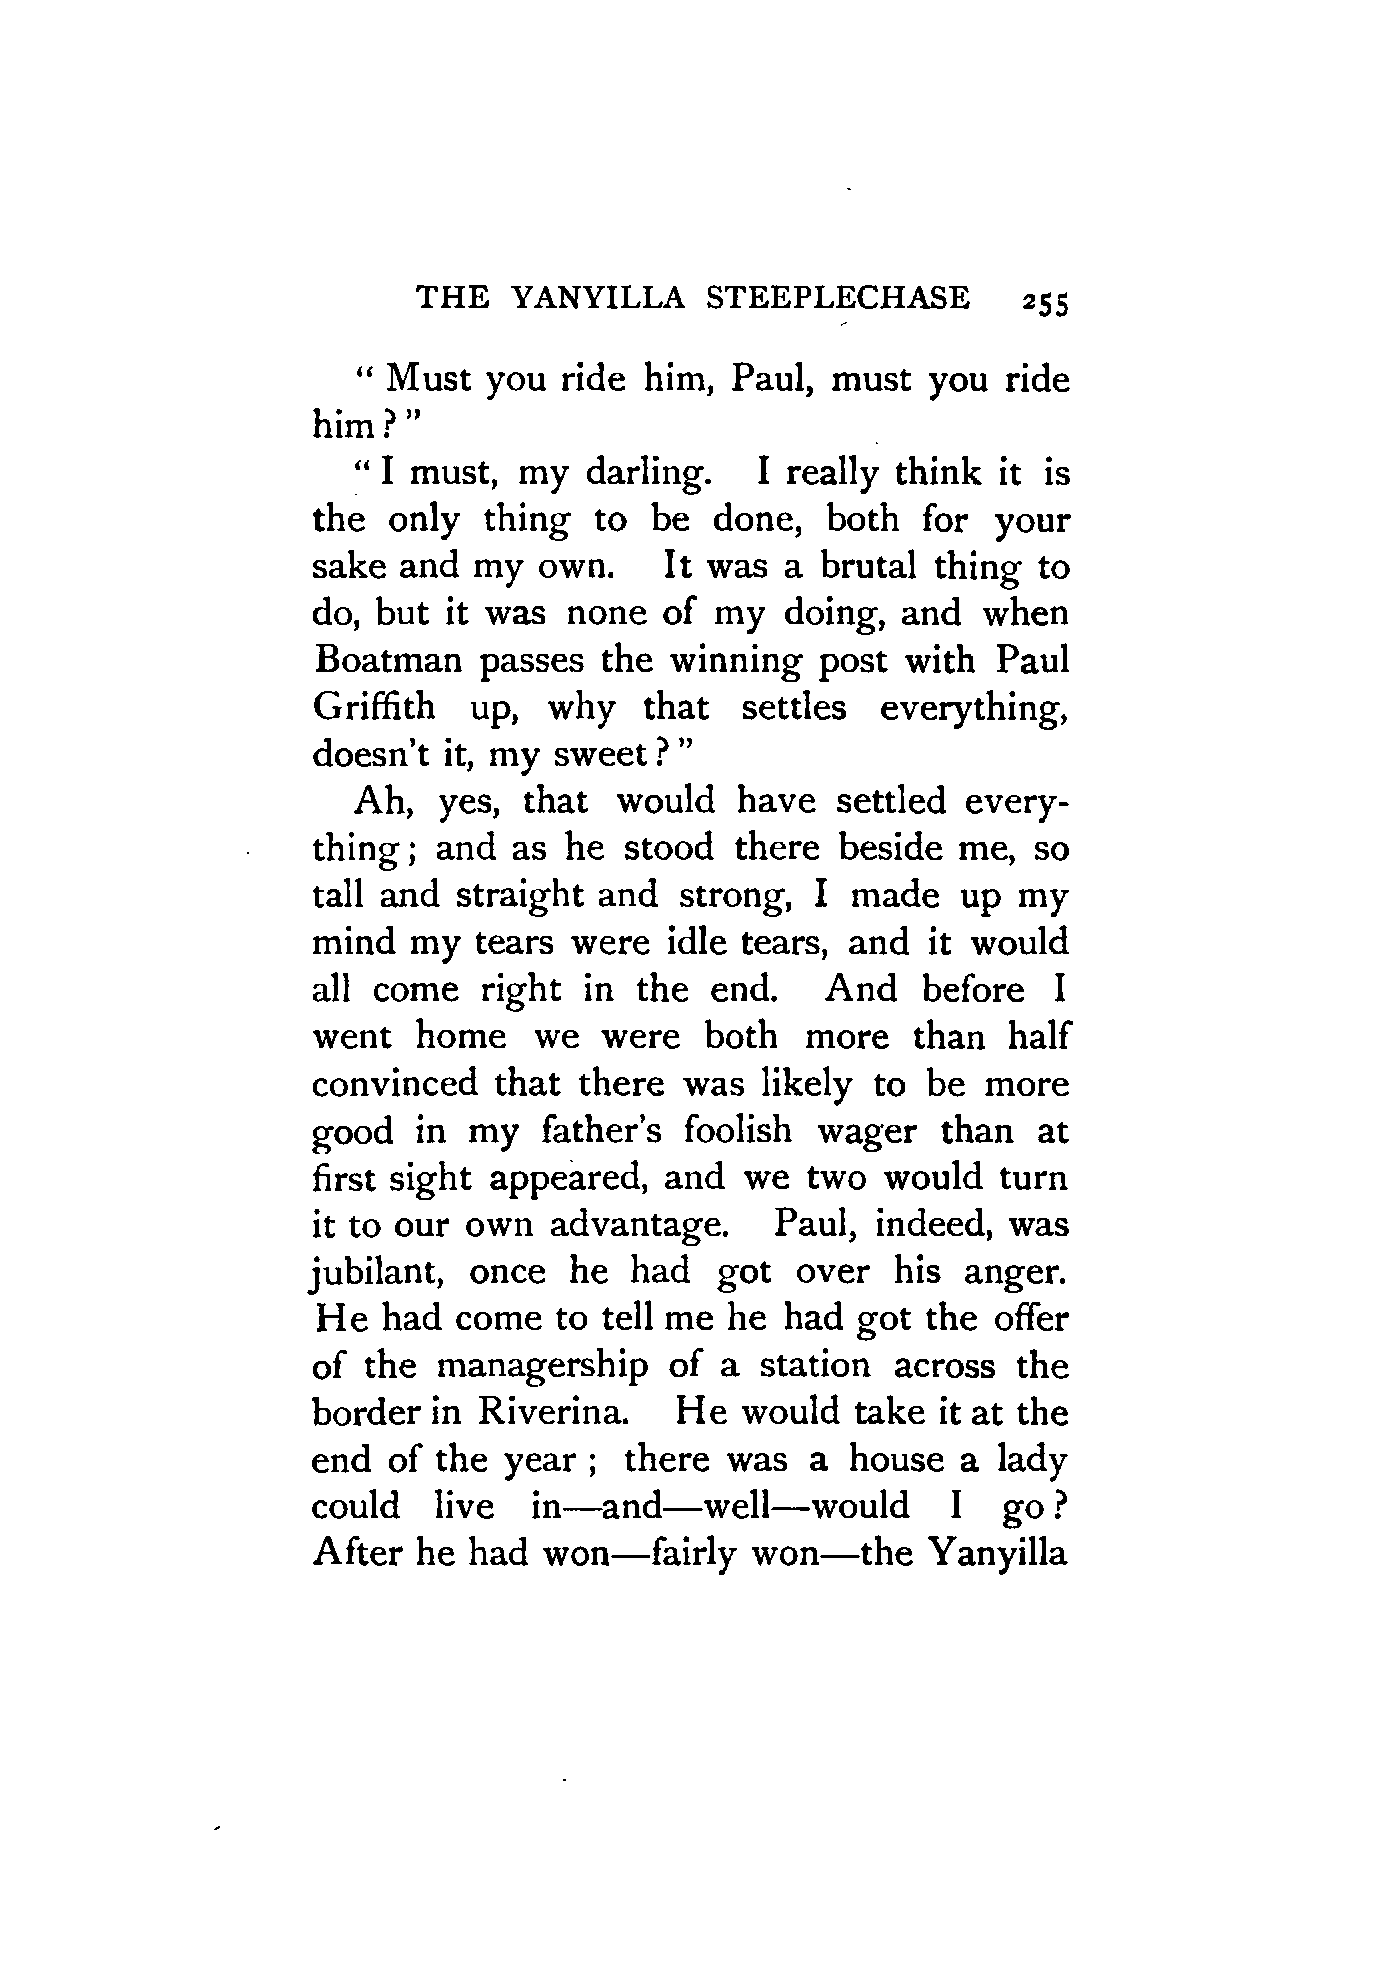 THE YANYILLA STEEPLECHASE 255
" Must you ride him, Paul, must you ride
him ? "
" I must, my darling. I really think it is
the only thing to be done, both for your
sake and my own. It was a brutal thing to
do, but it was none of my doing, and when
Boatman passes the winning post with Paul
Griffith up, why that settles everything,
doesn't it, my sweet ? "
Ah, yes, that would have settled every-
thing ; and as he stood there beside me, so
tall and straight and strong, I made up my
mind my tears were idle tears, and it would
all come right in the end. And before I
went home we were both more than half
convinced that there was likely to be more
good in my father's foolish wager than at
first sight appeared, and we two would turn
it to our own advantage. Paul, indeed, was
jubilant, once he had got over his anger.
He had come to tell me he had got the offer
of the managership of a station across the
border in Riverina. He would take it at the
end of the year ; there was a house a lady
could live in—and—well—would I go ?
After he had won—fairly won—the Yanyilla